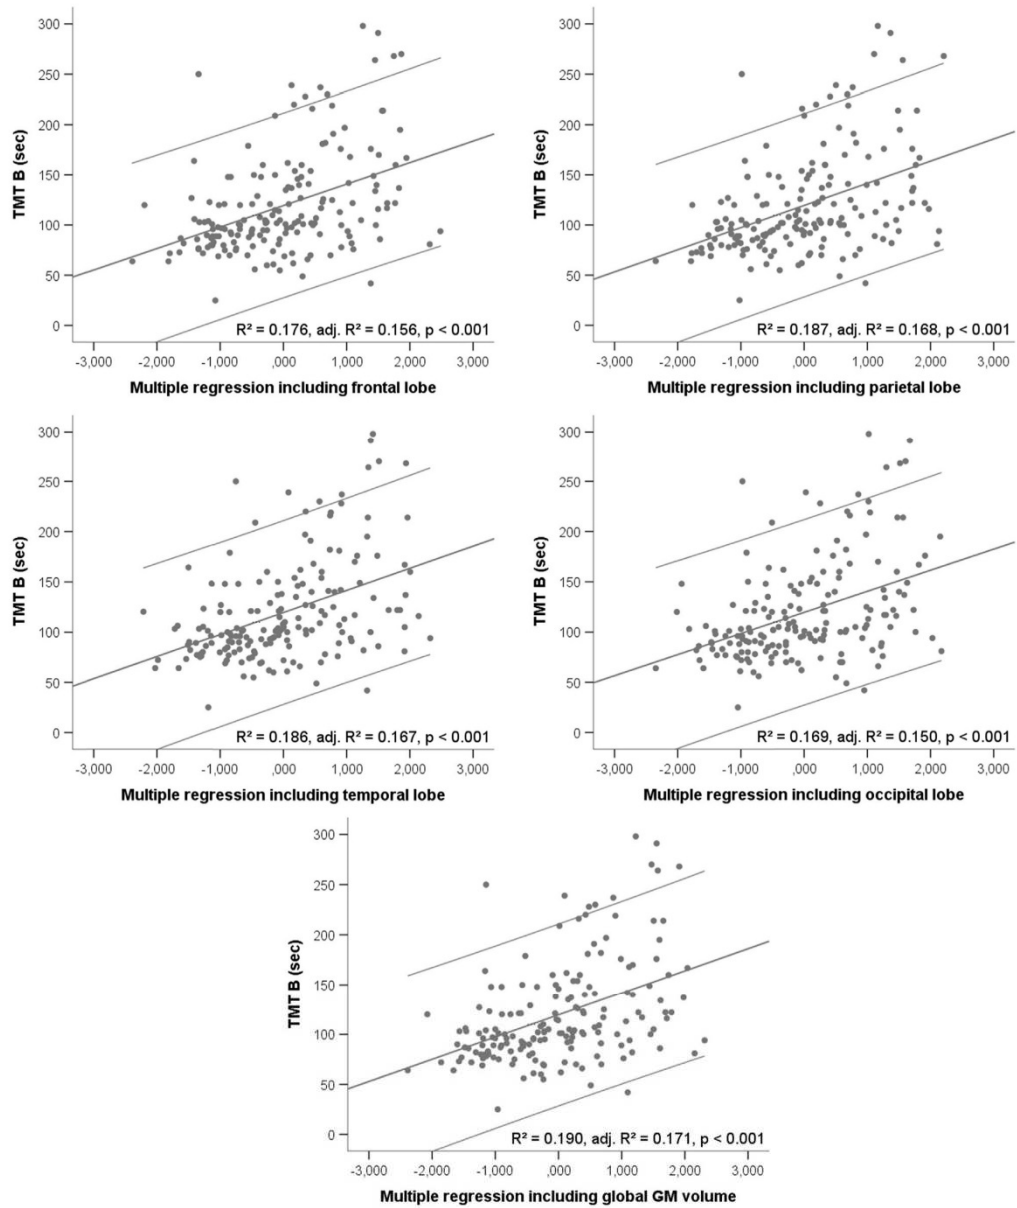 300
250
200
150
100
50
0
TMT B (sec)
R² = 0.176, adj. R² = 0.156, p < 0.001
-3,000 -2,000 -1,000 ,000 1,000 2,000 3,000
Multiple regression including frontal lobe
300
250
200
150
100
50
0
TMT B (sec)
R² = 0.187, adj. R² = 0.168, p < 0.001
-3,000 -2,000 -1,000 ,000 1,000 2,000 3,000
Multiple regression including parietal lobe
300
250
200
150
100
50
0
TMT B (sec)
R² = 0.186, adj. R² = 0.167, p < 0.001
-3,000 -2,000 -1,000 ,000 1,000 2,000 3,000
Multiple regression including temporal lobe
300
250
200
150
100
50
0
TMT B (sec)
R² = 0.169, adj. R² = 0.150, p < 0.001
-3,000 -2,000 -1,000 ,000 1,000 2,000 3,000
Multiple regression including occipital lobe
300
250
200
150
100
50
0
TMT B (sec)
R² = 0.190, adj. R² = 0.171, p < 0.001
-3,000 -2,000 -1,000 ,000 1,000 2,000 3,000
Multiple regression including global GM volume